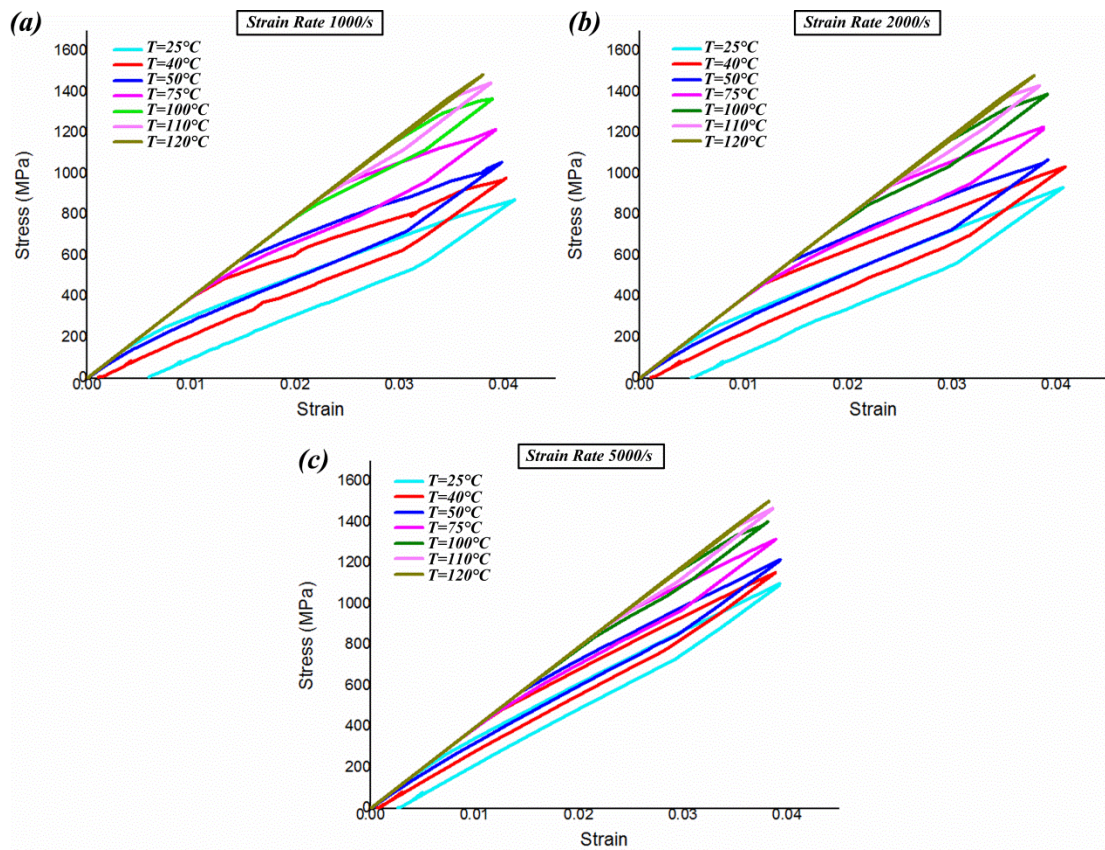 (a)
Strain Rate 1000/s
1600
1400
1200
1000
800
600
400
200
0
T=25°C
T=40°C
T=50°C
T=75°C
T=100°C
T=110°C
T=120°C
Stress (MPa)
0.00
0.01
0.02
0.03
0.04
Strain
(b)
Strain Rate 2000/s
1600
1400
1200
1000
800
600
400
200
0
T=25°C
T=40°C
T=50°C
T=75°C
T=100°C
T=110°C
T=120°C
Stress (MPa)
0.00
0.01
0.02
0.03
0.04
Strain
(c)
Strain Rate 5000/s
1600
1400
1200
1000
800
600
400
200
0
T=25°C
T=40°C
T=50°C
T=75°C
T=100°C
T=110°C
T=120°C
Stress (MPa)
0.00
0.01
0.02
0.03
0.04
Strain